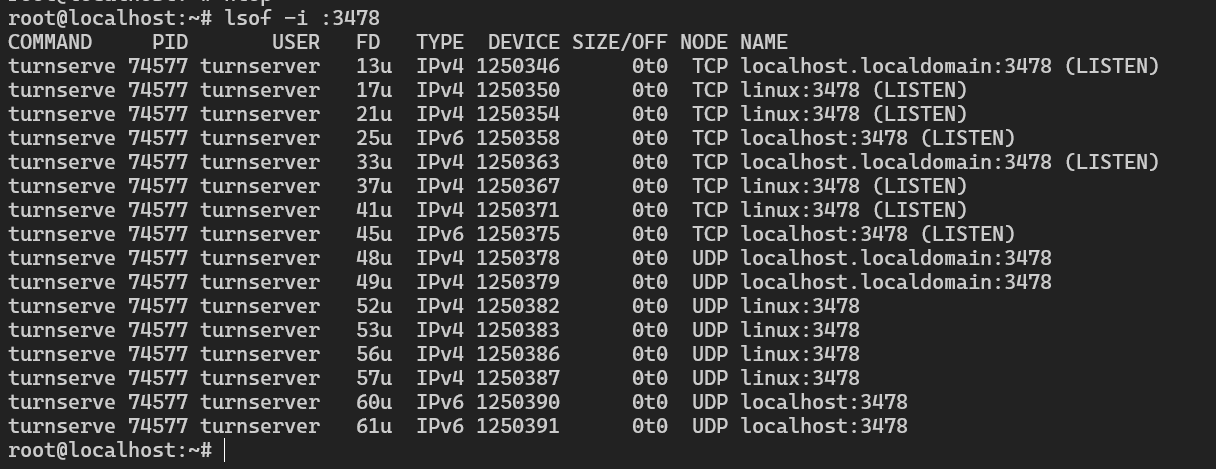 root@localhost:~# lsof -i :3478
COMMAND     PID       USER   FD   TYPE  DEVICE SIZE/OFF NODE NAME
turnserve 74577 turnserver   13u  IPv4 1250346      0t0  TCP localhost.localdomain:3478 (LISTEN)
turnserve 74577 turnserver   17u  IPv4 1250350      0t0  TCP linux:3478 (LISTEN)
turnserve 74577 turnserver   21u  IPv4 1250354      0t0  TCP linux:3478 (LISTEN)
turnserve 74577 turnserver   25u  IPv6 1250358      0t0  TCP localhost:3478 (LISTEN)
turnserve 74577 turnserver   33u  IPv4 1250363      0t0  TCP localhost.localdomain:3478 (LISTEN)
turnserve 74577 turnserver   37u  IPv4 1250367      0t0  TCP linux:3478 (LISTEN)
turnserve 74577 turnserver   41u  IPv4 1250371      0t0  TCP linux:3478 (LISTEN)
turnserve 74577 turnserver   45u  IPv6 1250375      0t0  TCP localhost:3478 (LISTEN)
turnserve 74577 turnserver   48u  IPv4 1250378      0t0  UDP localhost.localdomain:3478
turnserve 74577 turnserver   49u  IPv4 1250379      0t0  UDP localhost.localdomain:3478
turnserve 74577 turnserver   52u  IPv4 1250382      0t0  UDP linux:3478
turnserve 74577 turnserver   53u  IPv4 1250383      0t0  UDP linux:3478
turnserve 74577 turnserver   56u  IPv4 1250386      0t0  UDP linux:3478
turnserve 74577 turnserver   57u  IPv4 1250387      0t0  UDP linux:3478
turnserve 74577 turnserver   60u  IPv6 1250390      0t0  UDP localhost:3478
turnserve 74577 turnserver   61u  IPv6 1250391      0t0  UDP localhost:3478
root@localhost:~#